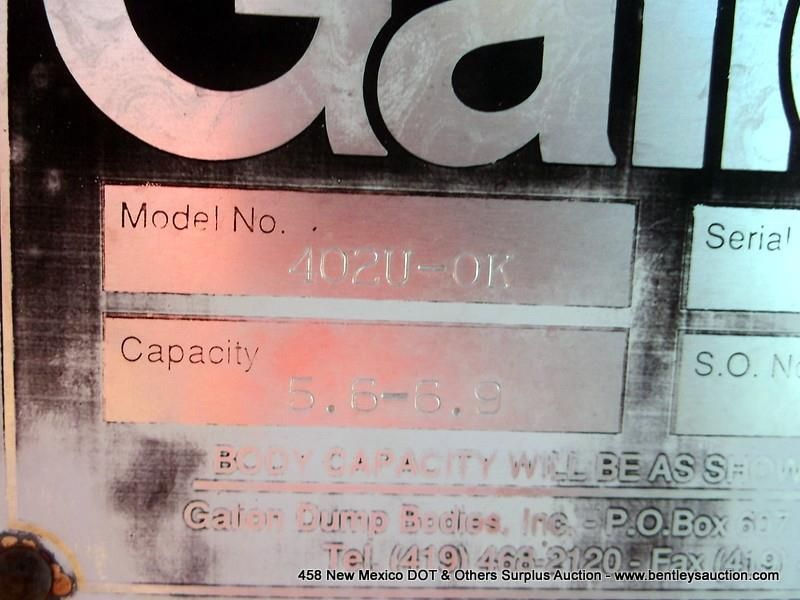 Gali
Model No.
402U-0K
Serial
Capacity
5.6-6.9
S.O. No
BODY CAPACITY WILL BE AS SHOW
Galion Dump Bodies, Inc. - P.O.Box 607
Tel (419) 468-2120 - Fax (419)
458 New Mexico DOT & Others Surplus Auction - www.bentleysauction.com